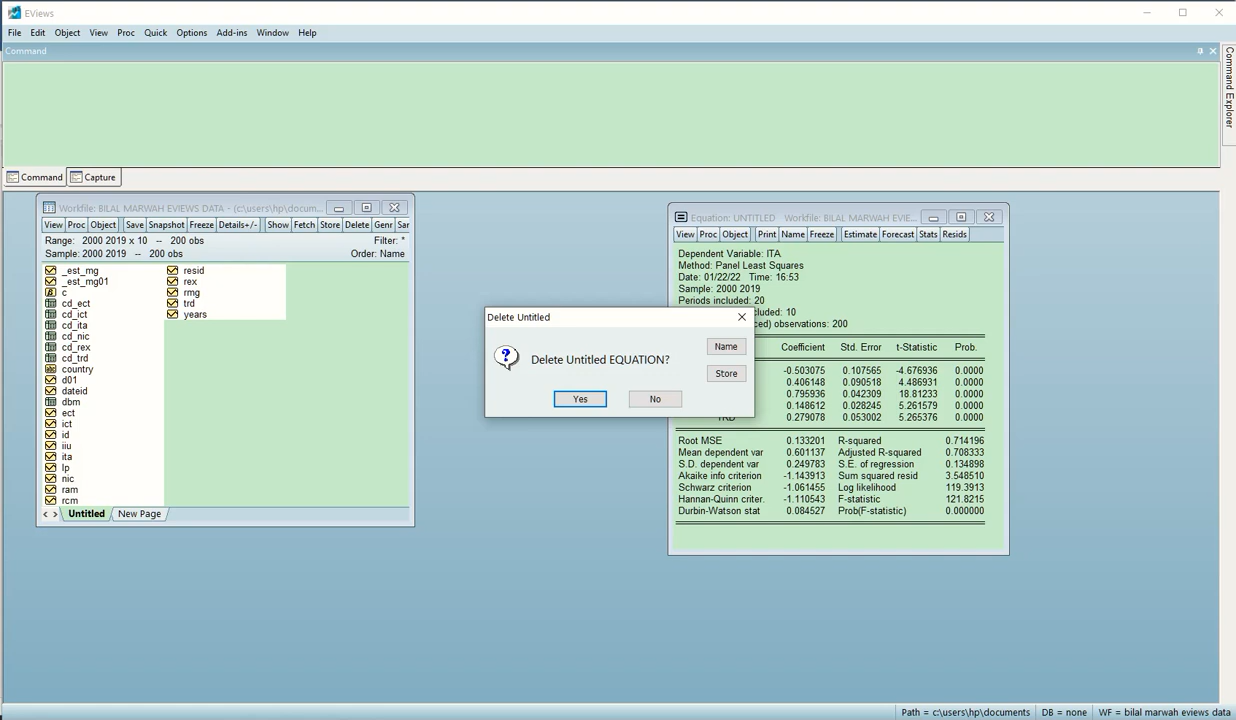 EViews
File Edit Object View Proc Quick Options Add-ins Window Help
Command
Command Explorer
Command Capture
Workfile: BILAL MARWAH EVIEWS DATA - (c:\users\hp\docum...
View Proc Object Save Snapshot Freeze Details+/- Show Fetch Store Delete Genr Sar
Range: 2000 2019 x 10 -- 200 obs Filter: *
Sample: 2000 2019 -- 200 obs Order: Name
_est_mg
_est_mg01
c
cd_ect
cd_ict
cd_ita
cd_nic
cd_rex
cd_trd
country
d01
dateid
dbm
ect
ict
id
iiu
ita
lp
nic
ram
rcm
resid
rex
rmg
trd
years
Untitled New Page
Delete Untitled
Delete Untitled EQUATION?
Name
Store
Yes No
Equation: UNTITLED Workfile: BILAL MARWAH EVIE...
View Proc Object Print Name Freeze Estimate Forecast Stats Resids
Dependent Variable: ITA
Method: Panel Least Squares
Date: 01/22/22 Time: 16:53
Sample: 2000 2019
Periods included: 20
cluded: 10
ced) observations: 200
Coefficient Std. Error t-Statistic Prob.
-0.503075 0.107565 -4.676936 0.0000
0.406148 0.090518 4.486931 0.0000
0.795936 0.042309 18.81233 0.0000
0.148612 0.028245 5.261579 0.0000
0.279078 0.053002 5.265376 0.0000
Root MSE 0.133201 R-squared 0.714196
Mean dependent var 0.601137 Adjusted R-squared 0.708333
S.D. dependent var 0.249783 S.E. of regression 0.134898
Akaike info criterion -1.143913 Sum squared resid 3.548510
Schwarz criterion -1.061455 Log likelihood 119.3913
Hannan-Quinn criter. -1.110543 F-statistic 121.8215
Durbin-Watson stat 0.084527 Prob(F-statistic) 0.000000
Path = c:\users\hp\documents DB = none WF = bilal marwah eviews data